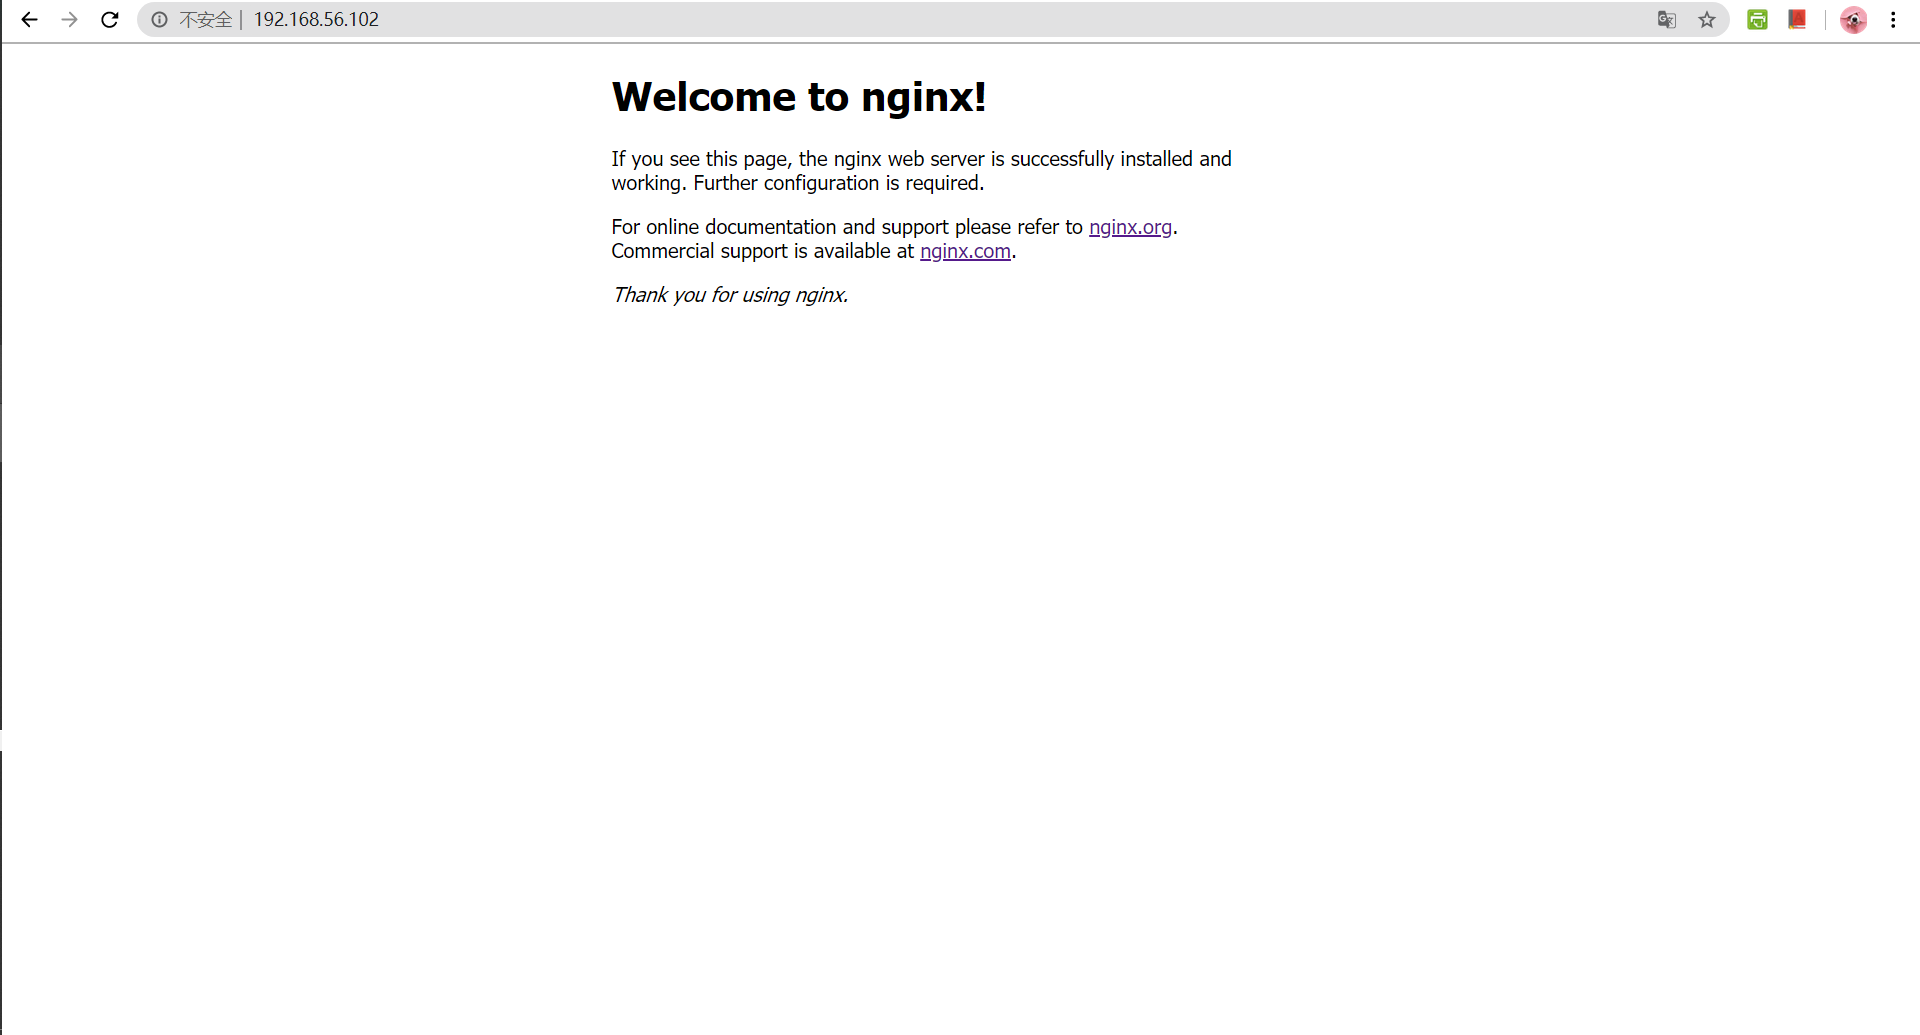 不安全 | 192.168.56.102
Welcome to nginx!
If you see this page, the nginx web server is successfully installed and
working. Further configuration is required.
For online documentation and support please refer to nginx.org.
Commercial support is available at nginx.com.
Thank you for using nginx.